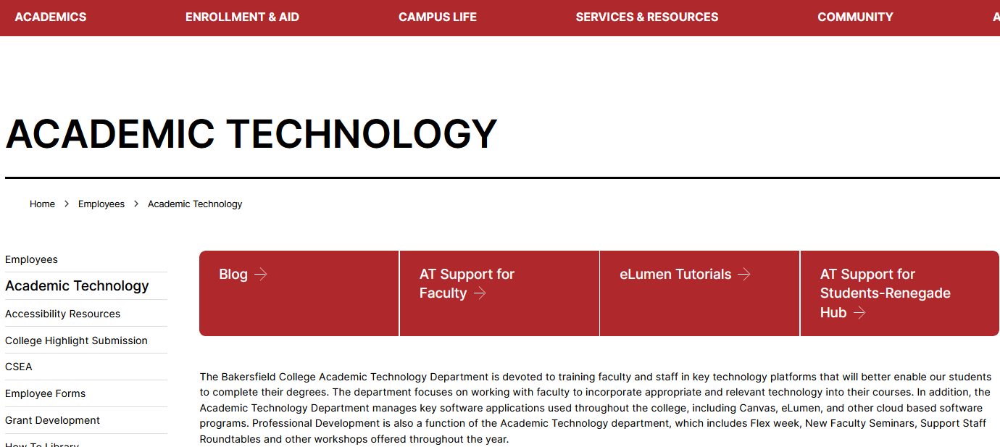 ACADEMICS ENROLLMENT & AID CAMPUS LIFE SERVICES & RESOURCES COMMUNITY A
ACADEMIC TECHNOLOGY
Home > Employees > Academic Technology
Employees
Academic Technology
Accessibility Resources
College Highlight Submission
CSEA
Employee Forms
Grant Development
How To Library
Blog →
AT Support for
Faculty →
eLumen Tutorials →
AT Support for
Students-Renegade
Hub →
The Bakersfield College Academic Technology Department is devoted to training faculty and staff in key technology platforms that will better enable our students
to complete their degrees. The department focuses on working with faculty to incorporate appropriate and relevant technology into their courses. In addition, the
Academic Technology Department manages key software applications used throughout the college, including Canvas, eLumen, and other cloud based software
programs. Professional Development is also a function of the Academic Technology department, which includes Flex week, New Faculty Seminars, Support Staff
Roundtables and other workshops offered throughout the year.